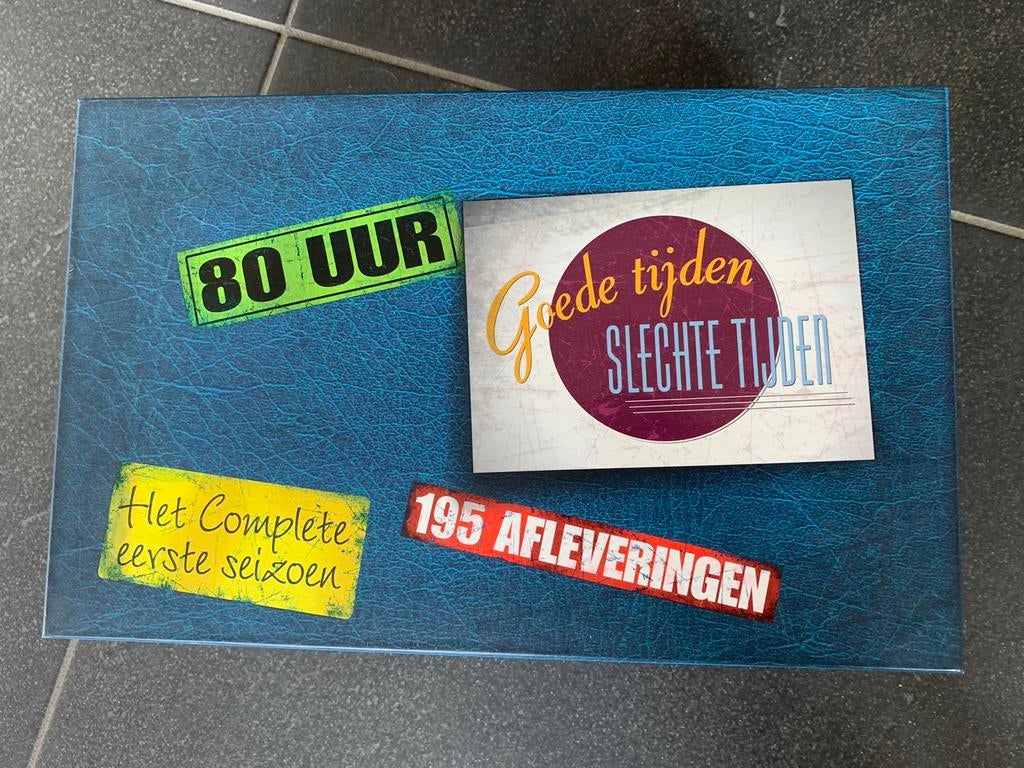 80 UUR
Goede tijden
SLECHTE TIJDEN
Het Complete
eerste seizoen
195 AFLEVERINGEN